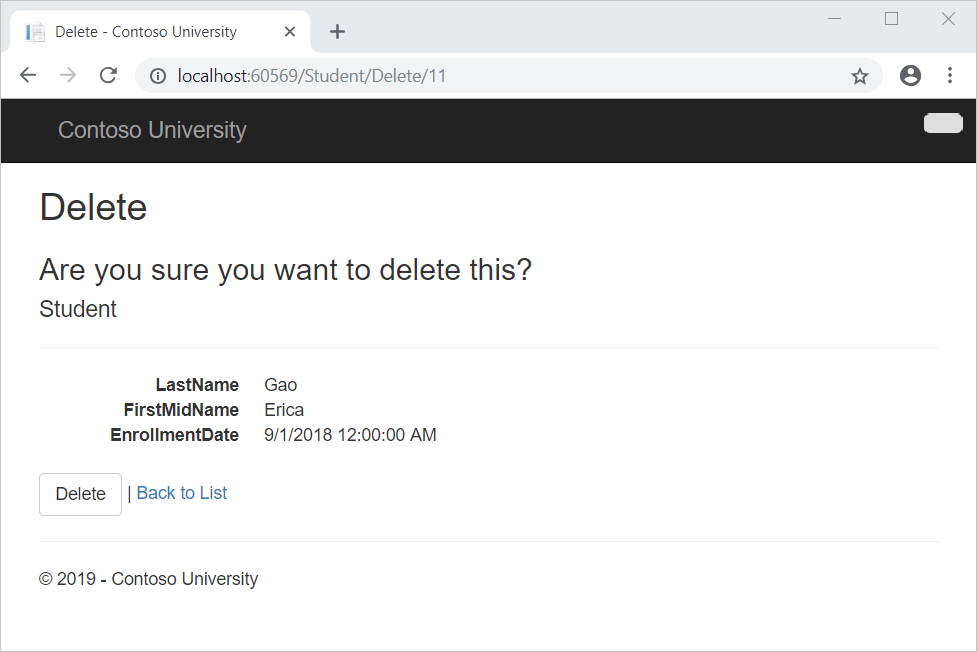 Delete - Contoso University
localhost:60569/Student/Delete/11
Contoso University
Delete
Are you sure you want to delete this?
Student
LastName Gao
FirstMidName Erica
EnrollmentDate 9/1/2018 12:00:00 AM
Delete | Back to List
© 2019 - Contoso University